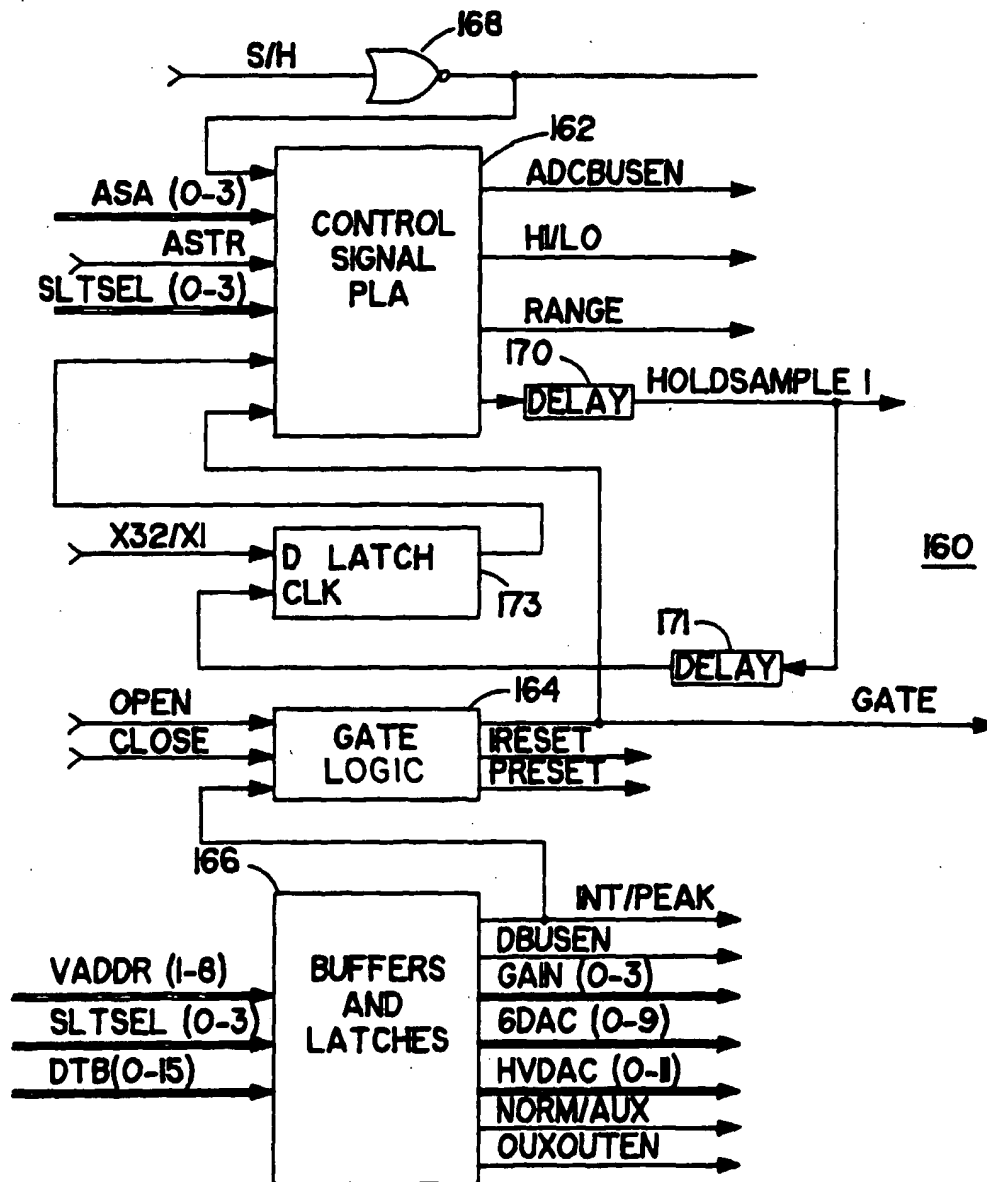 168
S/H
162
ASA (0-3)
ASTR
SLTSEL (0-3)
CONTROL
SIGNAL
PLA
ADCBUSEN
HI/LO
RANGE
170
DELAY
HOLDSAMPLE 1
X32/X1
D LATCH
CLK
173
160
171
DELAY
OPEN
CLOSE
164
GATE
LOGIC
GATE
IRESET
PRESET
166
VADDR (1-8)
SLTSEL (0-3)
DTB(0-15)
BUFFERS
AND
LATCHES
INT/PEAK
DBUSEN
GAIN (0-3)
6DAC (0-9)
HVDAC (0-11)
NORM/AUX
OUXOUTEN